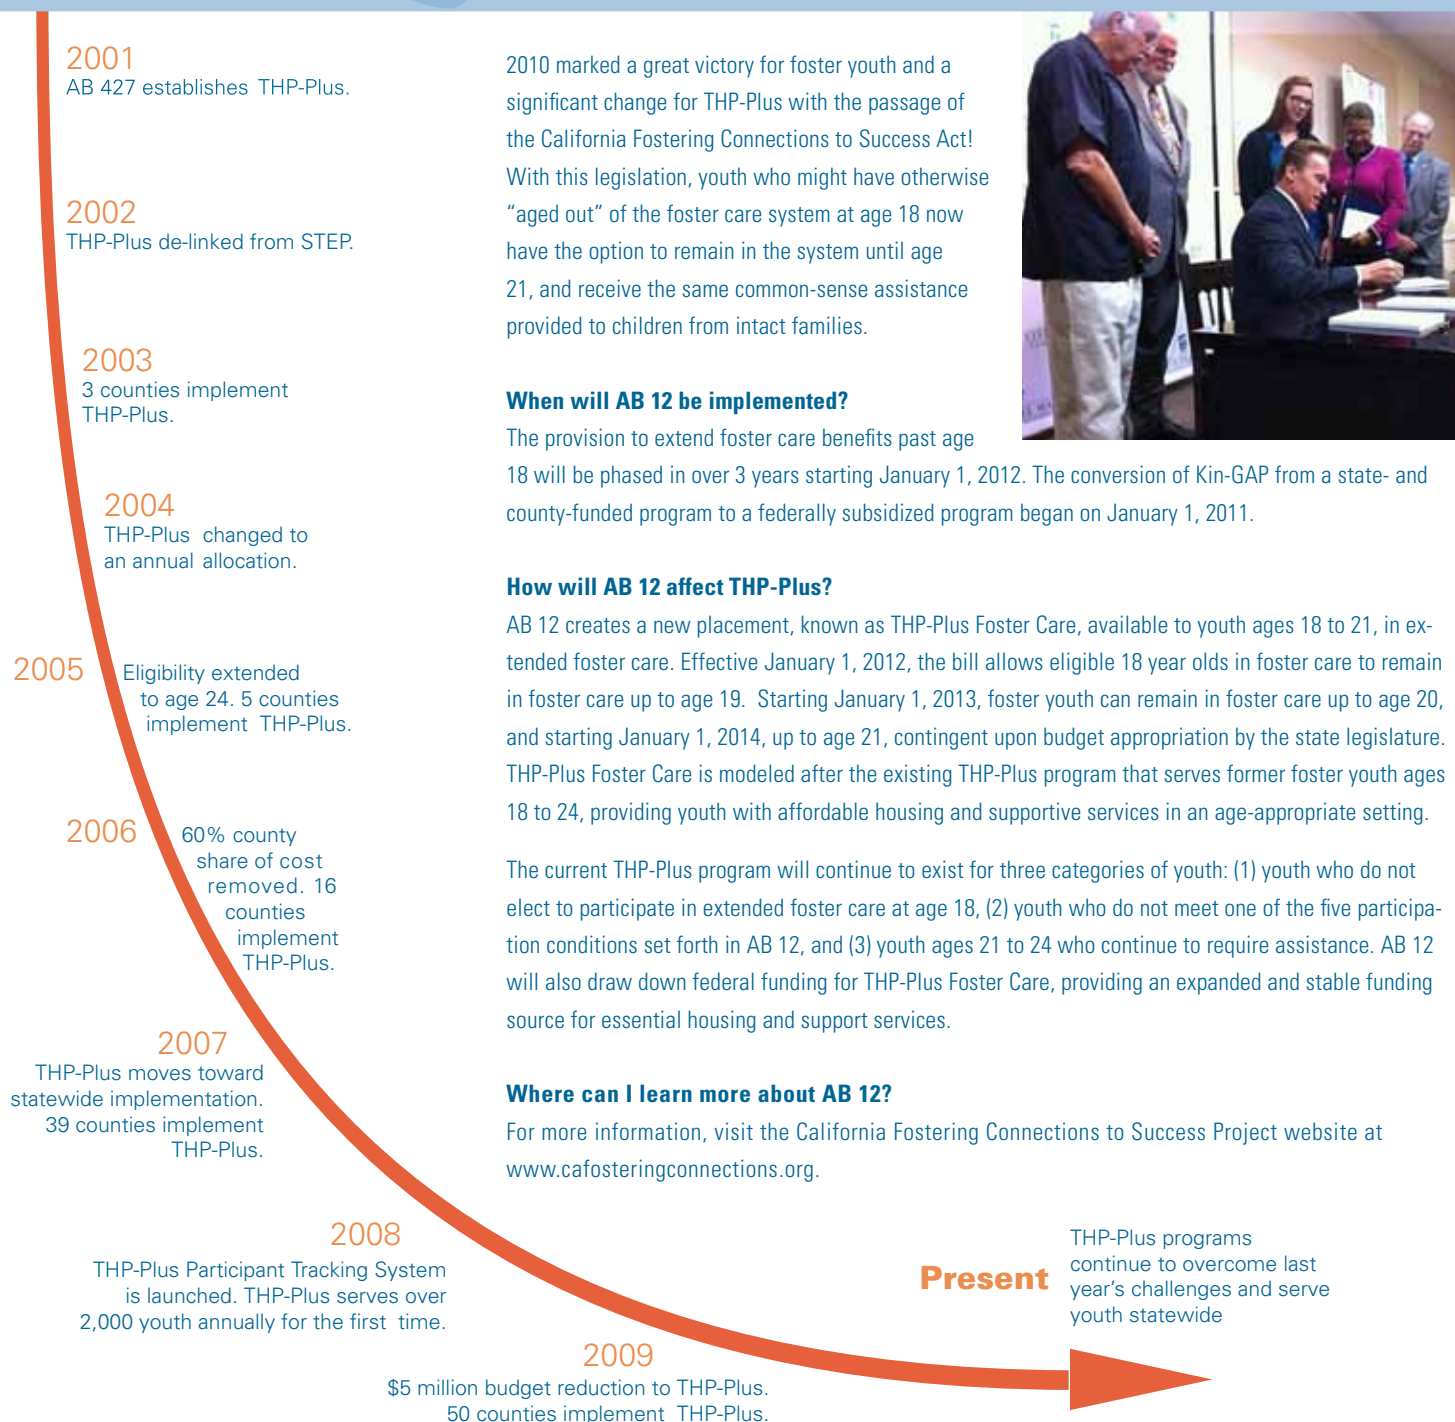 2001
AB 427 establishes THP-Plus.
2002
THP-Plus de-linked from STEP.
2003
3 counties implement
THP-Plus.
2004
THP-Plus changed to
an annual allocation.
2005
Eligibility extended
to age 24. 5 counties
implement THP-Plus.
2006
60% county
share of cost
removed. 16
counties
implement
THP-Plus.
2007
THP-Plus moves toward
statewide implementation.
39 counties implement
THP-Plus.
2008
THP-Plus Participant Tracking System
is launched. THP-Plus serves over
2,000 youth annually for the first time.
2009
$5 million budget reduction to THP-Plus.
50 counties implement THP-Plus.
Present
THP-Plus programs
continue to overcome last
year's challenges and serve
youth statewide
2010 marked a great victory for foster youth and a
significant change for THP-Plus with the passage of
the California Fostering Connections to Success Act!
With this legislation, youth who might have otherwise
“aged out” of the foster care system at age 18 now
have the option to remain in the system until age
21, and receive the same common-sense assistance
provided to children from intact families.
When will AB 12 be implemented?
The provision to extend foster care benefits past age
18 will be phased in over 3 years starting January 1, 2012. The conversion of Kin-GAP from a state- and
county-funded program to a federally subsidized program began on January 1, 2011.
How will AB 12 affect THP-Plus?
AB 12 creates a new placement, known as THP-Plus Foster Care, available to youth ages 18 to 21, in ex-
tended foster care. Effective January 1, 2012, the bill allows eligible 18 year olds in foster care to remain
in foster care up to age 19. Starting January 1, 2013, foster youth can remain in foster care up to age 20,
and starting January 1, 2014, up to age 21, contingent upon budget appropriation by the state legislature.
THP-Plus Foster Care is modeled after the existing THP-Plus program that serves former foster youth ages
18 to 24, providing youth with affordable housing and supportive services in an age-appropriate setting.
The current THP-Plus program will continue to exist for three categories of youth: (1) youth who do not
elect to participate in extended foster care at age 18, (2) youth who do not meet one of the five participa-
tion conditions set forth in AB 12, and (3) youth ages 21 to 24 who continue to require assistance. AB 12
will also draw down federal funding for THP-Plus Foster Care, providing an expanded and stable funding
source for essential housing and support services.
Where can I learn more about AB 12?
For more information, visit the California Fostering Connections to Success Project website at
www.cafosteringconnections.org.